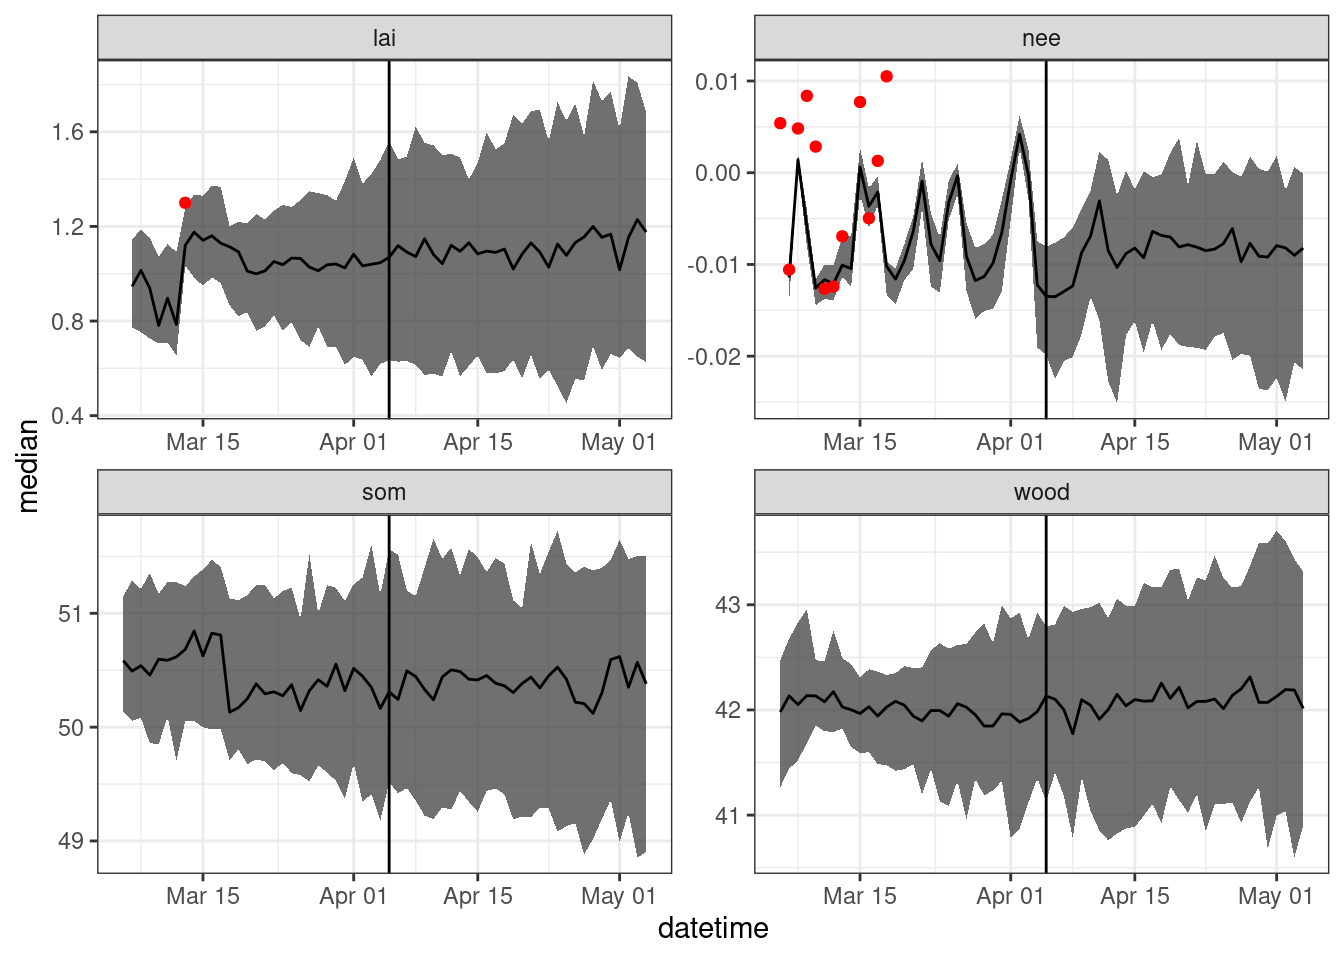 lai
nee
1.6
1.2
0.8
0.4
0.01
0.00
-0.01
-0.02
Mar 15 Apr 01 Apr 15 May 01
Mar 15 Apr 01 Apr 15 May 01
median
som
wood
51
50
49
43
42
41
Mar 15 Apr 01 Apr 15 May 01
Mar 15 Apr 01 Apr 15 May 01
datetime